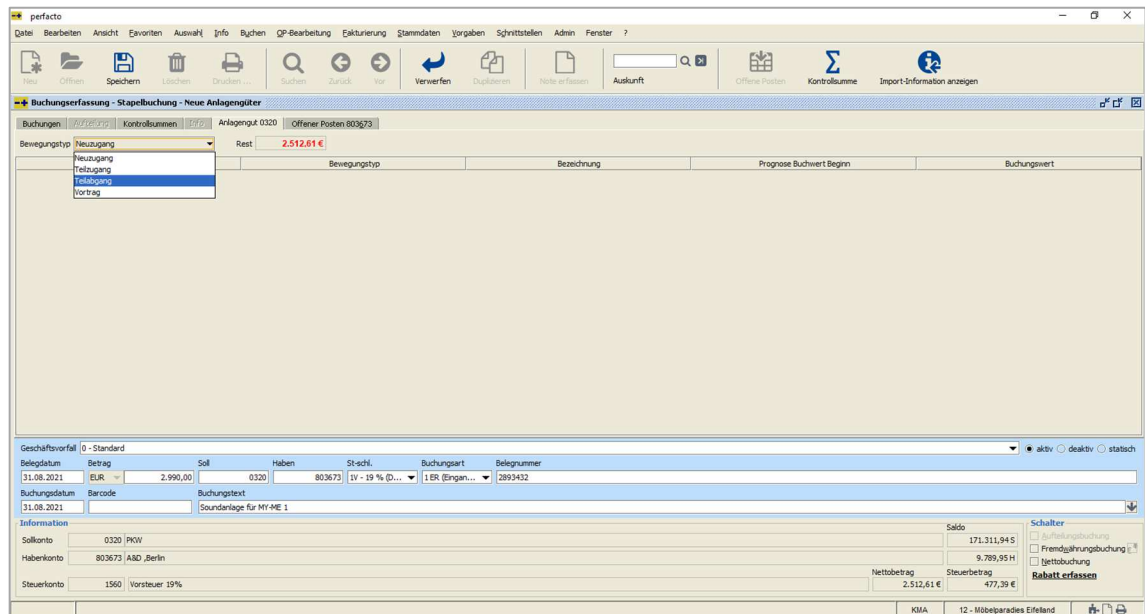 perfacto
Datei Bearbeiten Ansicht Favoriten Auswahl Info Buchen OP-Bearbeitung Fakturierung Stammdaten Vorgaben Schnittstellen Admin Fenster ?
Neu Öffnen Speichern Löschen Drucken ... Suchen Zurück Vor Verwerfen Duplizieren Note erfassen Auskunft Offene Posten Kontrollsumme Import-Information anzeigen
Buchungserfassung - Stapelbuchung - Neue Anlagengüter
Buchungen Aufteilung Kontrollsummen Info Anlagengut 0320 Offener Posten 803673
Bewegungstyp Neuzugang Rest 2.512,61 €
Bewegungstyp Bezeichnung Prognose Buchwert Beginn Buchungswert
Neuzugang
Teilzugang
Teilabgang
Vortrag
Geschäftsvorfall 0 - Standard aktiv deaktiv statisch
Belegdatum Betrag Soll Haben St-schl. Buchungsart Belegnummer
31.08.2021 EUR 2.990,00 0320 803673 1V - 19 % (D... 1 ER (Eingan... 2893432
Buchungsdatum Barcode Buchungstext
31.08.2021 Soundanlage für MY-ME 1
Information Saldo Schalter
Sollkonto 0320 PKW 171.311,94 S Aufteilungsbuchung
Habenkonto 803673 A&D ,Berlin 9.789,95 H Fremdwährungsbuchung
Nettobuchung
Nettobetrag Steuerbetrag Rabatt erfassen
Steuerkonto 1560 Vorsteuer 19% 2.512,61 € 477,39 €
KMA 12 - Möbelparadies Eifelland